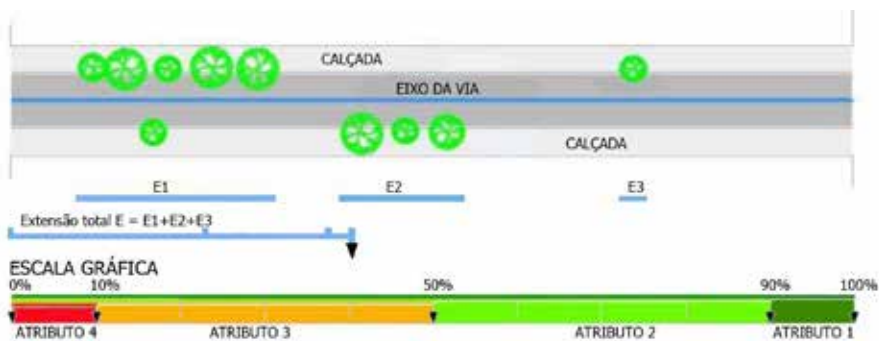 CALÇADA
EIXO DA VIA
CALÇADA
E1 E2 E3
Extensão total E = E1+E2+E3
ESCALA GRÁFICA
0% 10% 50% 90% 100%
ATRIBUTO 4 ATRIBUTO 3 ATRIBUTO 2 ATRIBUTO 1